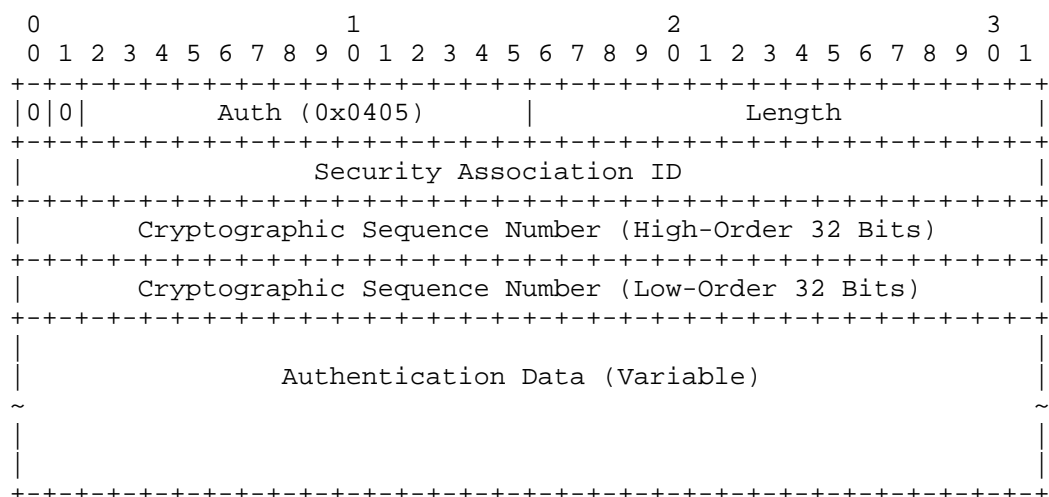 0                   1                   2                   3
 0 1 2 3 4 5 6 7 8 9 0 1 2 3 4 5 6 7 8 9 0 1 2 3 4 5 6 7 8 9 0 1
+-+-+-+-+-+-+-+-+-+-+-+-+-+-+-+-+-+-+-+-+-+-+-+-+-+-+-+-+-+-+-+-+
|0|0|        Auth (0x0405)      |             Length            |
+-+-+-+-+-+-+-+-+-+-+-+-+-+-+-+-+-+-+-+-+-+-+-+-+-+-+-+-+-+-+-+-+
|                  Security Association ID                      |
+-+-+-+-+-+-+-+-+-+-+-+-+-+-+-+-+-+-+-+-+-+-+-+-+-+-+-+-+-+-+-+-+
|       Cryptographic Sequence Number (High-Order 32 Bits)      |
+-+-+-+-+-+-+-+-+-+-+-+-+-+-+-+-+-+-+-+-+-+-+-+-+-+-+-+-+-+-+-+-+
|       Cryptographic Sequence Number (Low-Order 32 Bits)       |
+-+-+-+-+-+-+-+-+-+-+-+-+-+-+-+-+-+-+-+-+-+-+-+-+-+-+-+-+-+-+-+-+
|                                                               |
|                Authentication Data (Variable)                 |
~                                                               ~
|                                                               |
|                                                               |
+-+-+-+-+-+-+-+-+-+-+-+-+-+-+-+-+-+-+-+-+-+-+-+-+-+-+-+-+-+-+-+-+